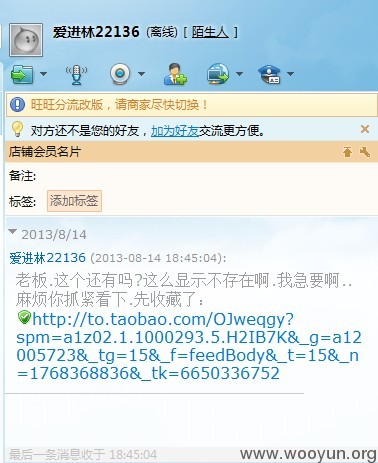 爱进林22136 (离线) [ 陌生人 ]
旺旺分流改版，请商家尽快切换！
对方还不是您的好友，加为好友交流更方便。
店铺会员名片
备注:
标签: 添加标签
2013/8/14
爱进林22136 (2013-08-14 18:45:04):
老板.这个还有吗?这么显示不存在啊.我急要啊..
麻烦你抓紧看下.先收藏了：
http://to.taobao.com/OJweqgy?
spm=a1z02.1.1000293.5.H2IB7K&_g=a12
005723&_tg=15&_f=feedBody&_t=15&_n
=1768368836&_tk=6650336752
最后一条消息收于 18:45:04
www.wooyun.org